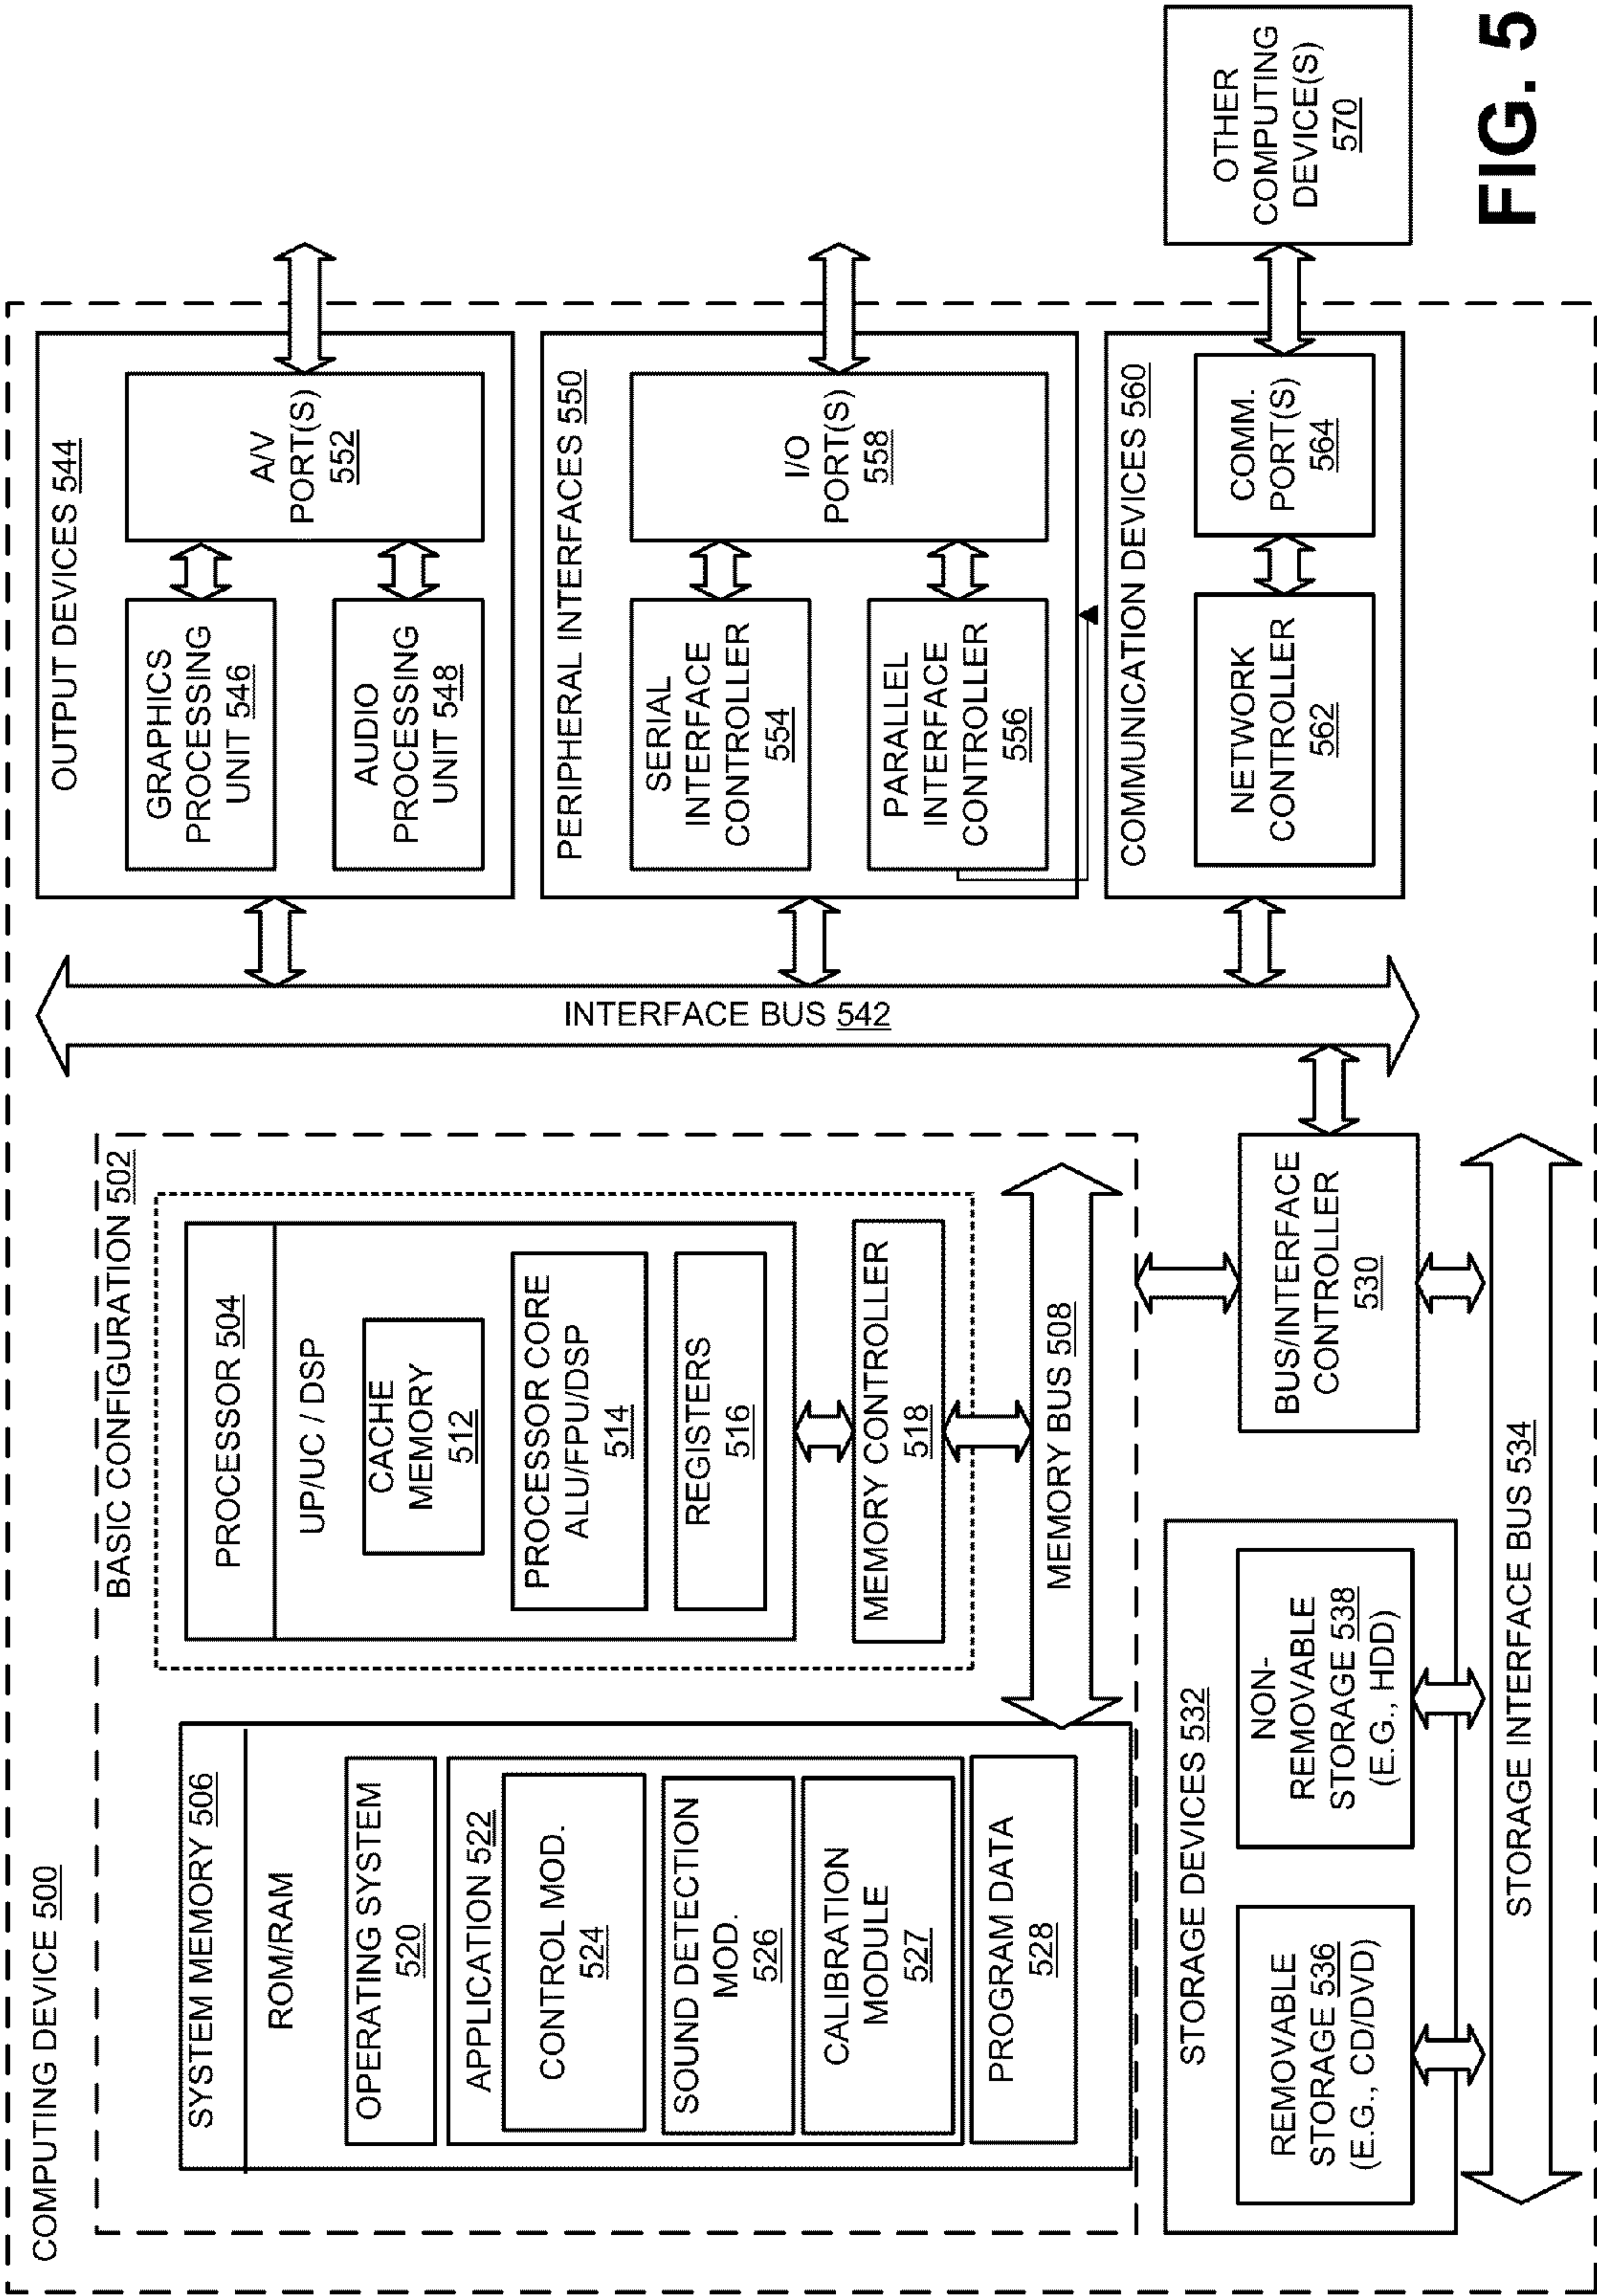 COMPUTING DEVICE 500
BASIC CONFIGURATION 502
SYSTEM MEMORY 506
ROM/RAM
OPERATING SYSTEM
520
APPLICATION 522
CONTROL MOD.
524
SOUND DETECTION
MOD.
526
CALIBRATION
MODULE
527
PROGRAM DATA
528
PROCESSOR 504
UP/UC / DSP
CACHE
MEMORY
512
PROCESSOR CORE
ALU/FPU/DSP
514
REGISTERS
516
MEMORY CONTROLLER
518
MEMORY BUS 508
BUS/INTERFACE
CONTROLLER
530
STORAGE DEVICES 532
REMOVABLE
STORAGE 536
(E.G., CD/DVD)
NON-
REMOVABLE
STORAGE 538
(E.G., HDD)
STORAGE INTERFACE BUS 534
INTERFACE BUS 542
OUTPUT DEVICES 544
GRAPHICS
PROCESSING
UNIT 546
AUDIO
PROCESSING
UNIT 548
A/V
PORT(S)
552
PERIPHERAL INTERFACES 550
SERIAL
INTERFACE
CONTROLLER
554
PARALLEL
INTERFACE
CONTROLLER
556
I/O
PORT(S)
558
COMMUNICATION DEVICES 560
NETWORK
CONTROLLER
562
COMM.
PORT(S)
564
OTHER
COMPUTING
DEVICE(S)
570
FIG. 5